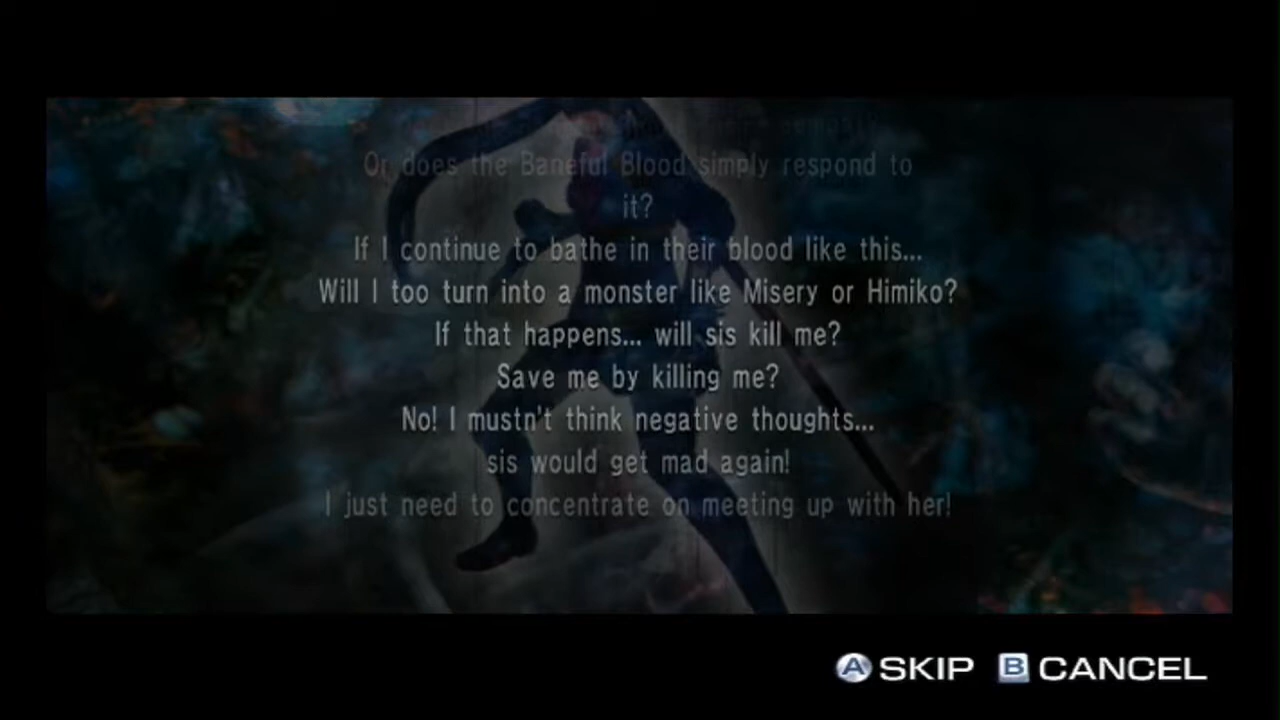 Or does the Baneful Blood simply respond to
it?
If I continue to bathe in their blood like this...
Will I too turn into a monster like Misery or Himiko?
If that happens... will sis kill me?
Save me by killing me?
No! I mustn't think negative thoughts...
sis would get mad again!
I just need to concentrate on meeting up with her!
A SKIP B CANCEL